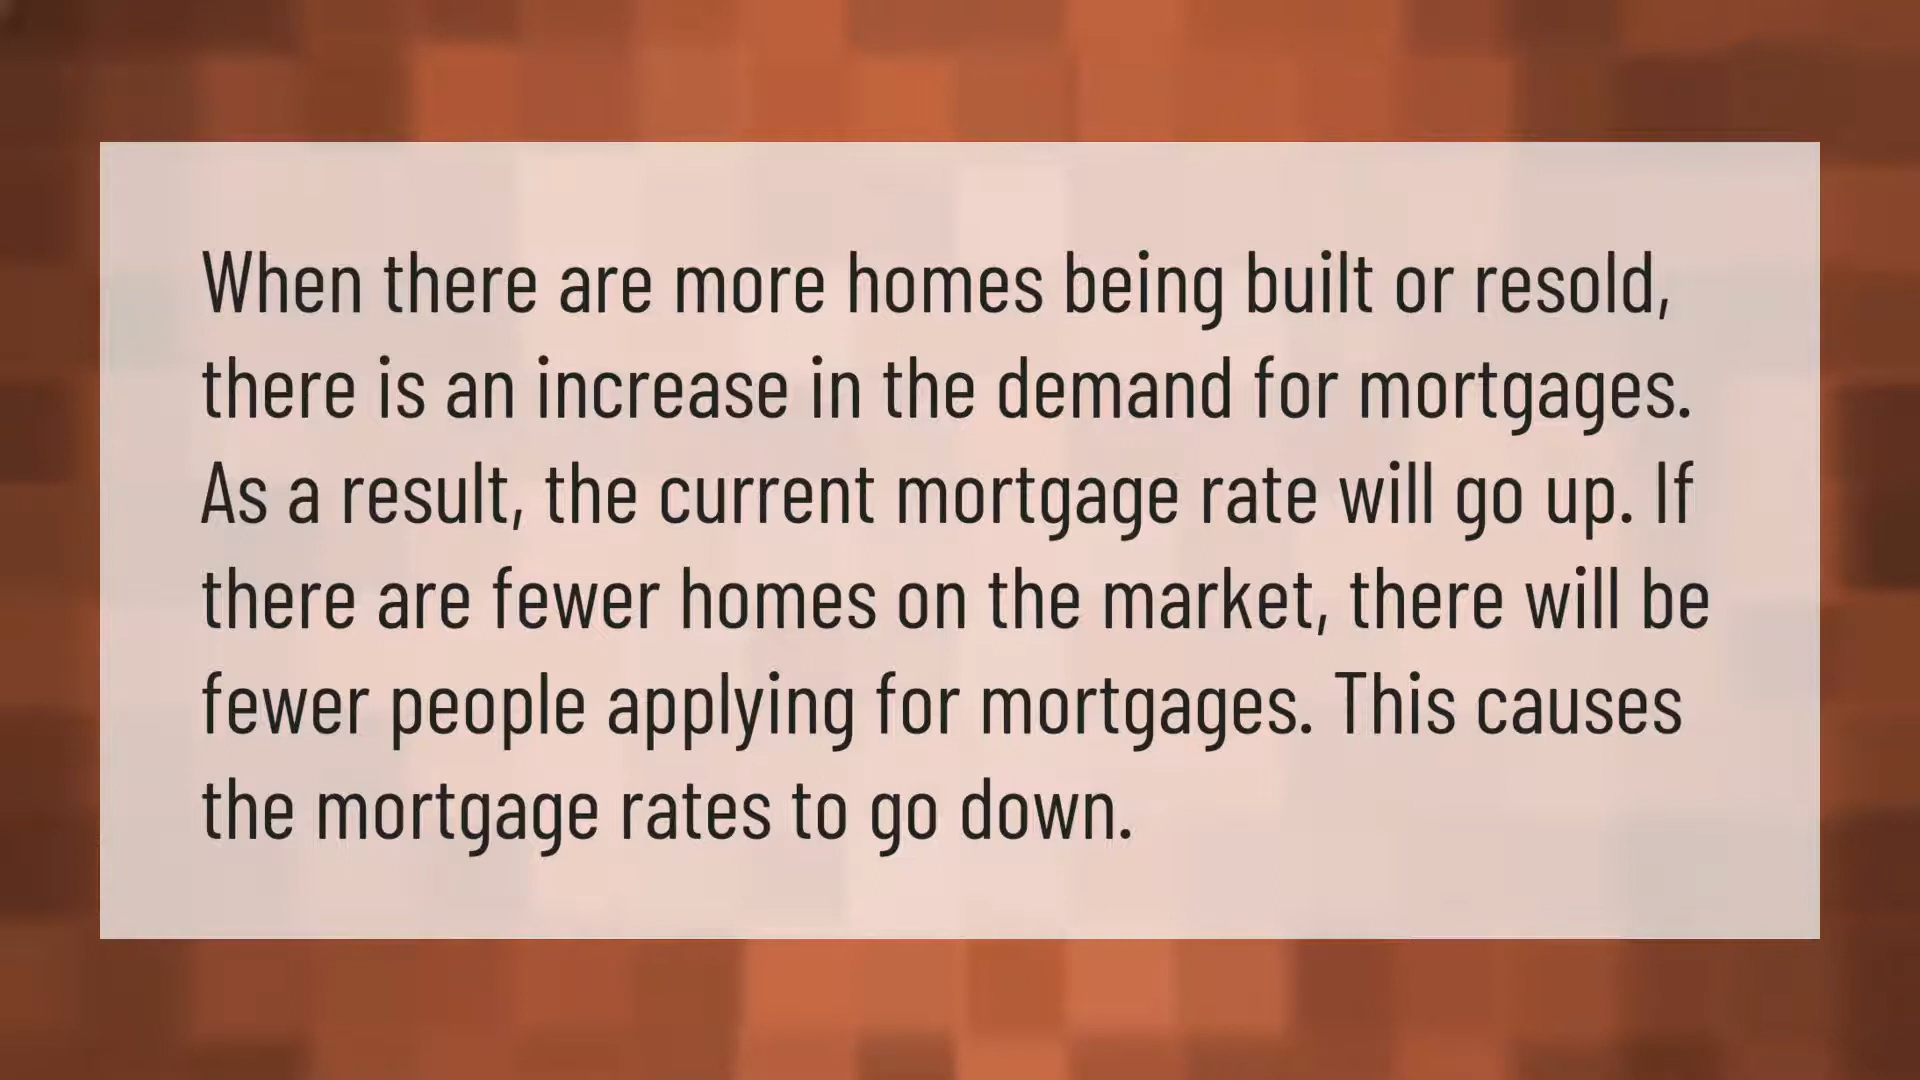 When there are more homes being built or resold,
there is an increase in the demand for mortgages.
As a result, the current mortgage rate will go up. If
there are fewer homes on the market, there will be
fewer people applying for mortgages. This causes
the mortgage rates to go down.